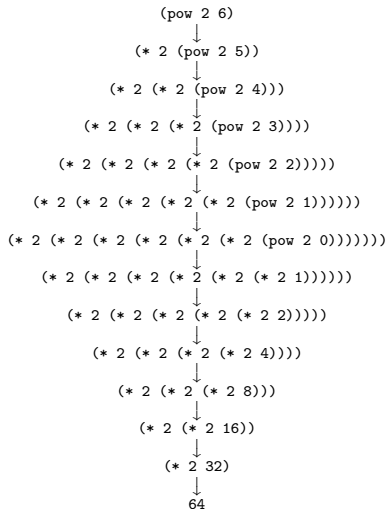 (pow 2 6)
(* 2 (pow 2 5))
(* 2 (* 2 (pow 2 4)))
(* 2 (* 2 (* 2 (pow 2 3))))
(* 2 (* 2 (* 2 (* 2 (pow 2 2)))))
(* 2 (* 2 (* 2 (* 2 (* 2 (pow 2 1))))))
(* 2 (* 2 (* 2 (* 2 (* 2 (* 2 (pow 2 0)))))))
(* 2 (* 2 (* 2 (* 2 (* 2 (* 2 1))))))
(* 2 (* 2 (* 2 (* 2 (* 2 2)))))
(* 2 (* 2 (* 2 (* 2 4))))
(* 2 (* 2 (* 2 8)))
(* 2 (* 2 16))
(* 2 32)
64